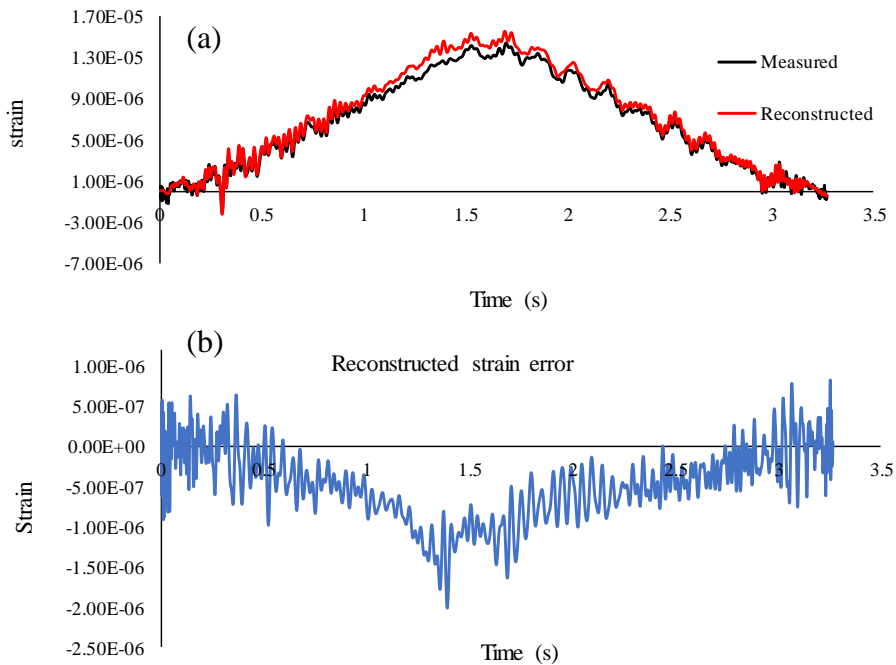 (a)
1.70E-05
1.30E-05
9.00E-06
5.00E-06
1.00E-06
-3.00E-06
-7.00E-06
strain
Measured
Reconstructed
0 0.5 1 1.5 2 2.5 3 3.5
Time (s)
(b)
Reconstructed strain error
1.00E-06
5.00E-07
0.00E+00
-5.00E-07
-1.00E-06
-1.50E-06
-2.00E-06
-2.50E-06
Strain
0 0.5 1 1.5 2 2.5 3 3.5
Time (s)